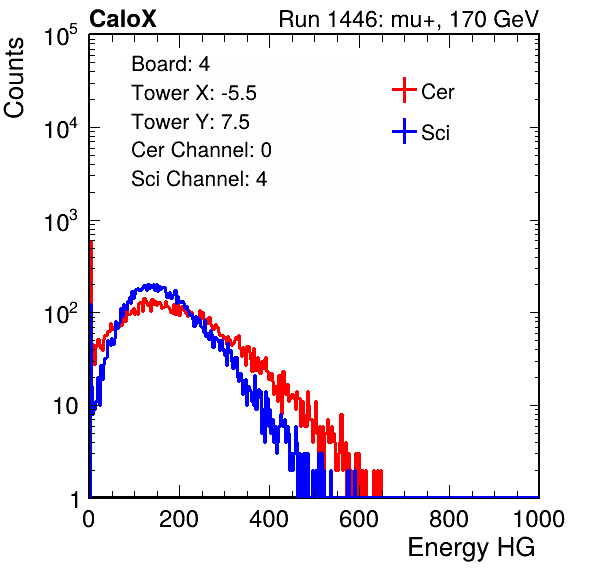 CaloX
Run 1446: mu+, 170 GeV
Counts
Board: 4
Tower X: -5.5
Tower Y: 7.5
Cer Channel: 0
Sci Channel: 4
Cer
Sci
10^5
10^4
10^3
10^2
10
1
0 200 400 600 800 1000
Energy HG